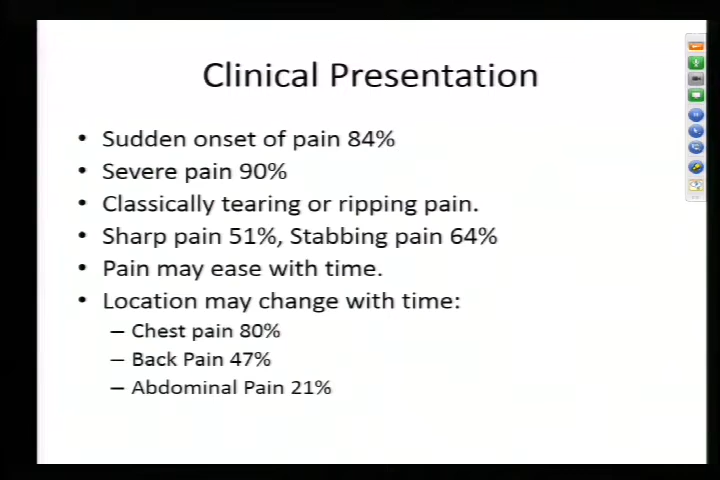 Clinical Presentation
• Sudden onset of pain 84%
• Severe pain 90%
• Classically tearing or ripping pain.
• Sharp pain 51%, Stabbing pain 64%
• Pain may ease with time.
• Location may change with time:
– Chest pain 80%
– Back Pain 47%
– Abdominal Pain 21%